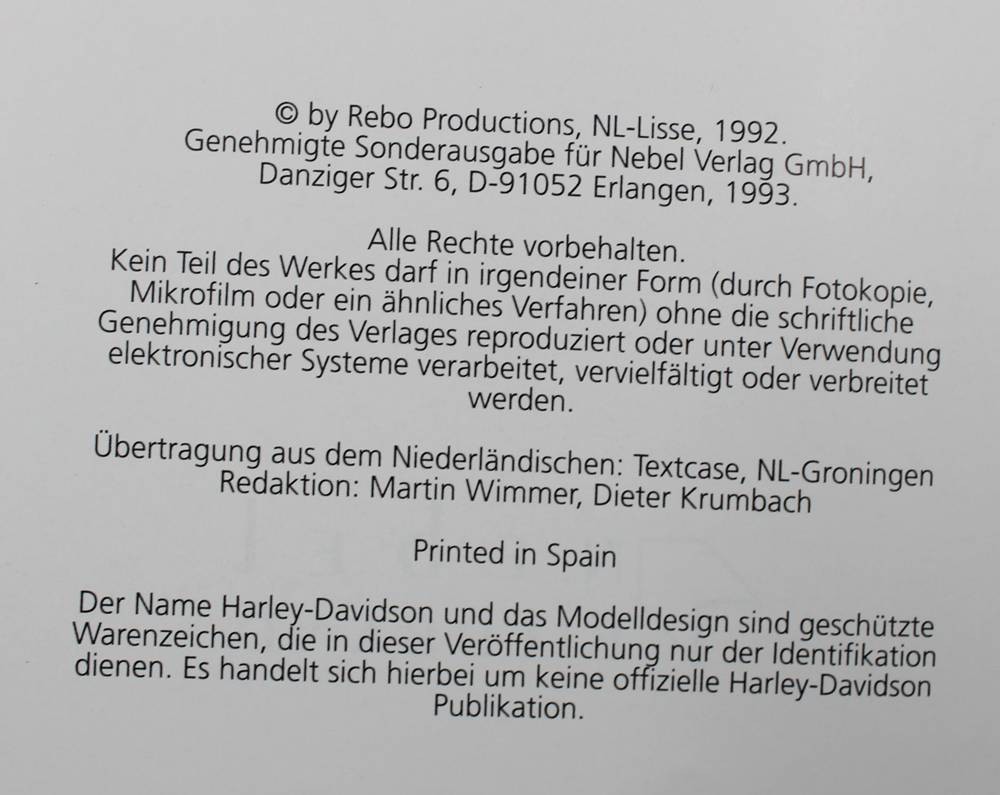 © by Rebo Productions, NL-Lisse, 1992.
Genehmigte Sonderausgabe für Nebel Verlag GmbH,
Danziger Str. 6, D-91052 Erlangen, 1993.
Alle Rechte vorbehalten.
Kein Teil des Werkes darf in irgendeiner Form (durch Fotokopie,
Mikrofilm oder ein ähnliches Verfahren) ohne die schriftliche
Genehmigung des Verlages reproduziert oder unter Verwendung
elektronischer Systeme verarbeitet, vervielfältigt oder verbreitet
werden.
Übertragung aus dem Niederländischen: Textcase, NL-Groningen
Redaktion: Martin Wimmer, Dieter Krumbach
Printed in Spain
Der Name Harley-Davidson und das Modelldesign sind geschützte
Warenzeichen, die in dieser Veröffentlichung nur der Identifikation
dienen. Es handelt sich hierbei um keine offizielle Harley-Davidson
Publikation.